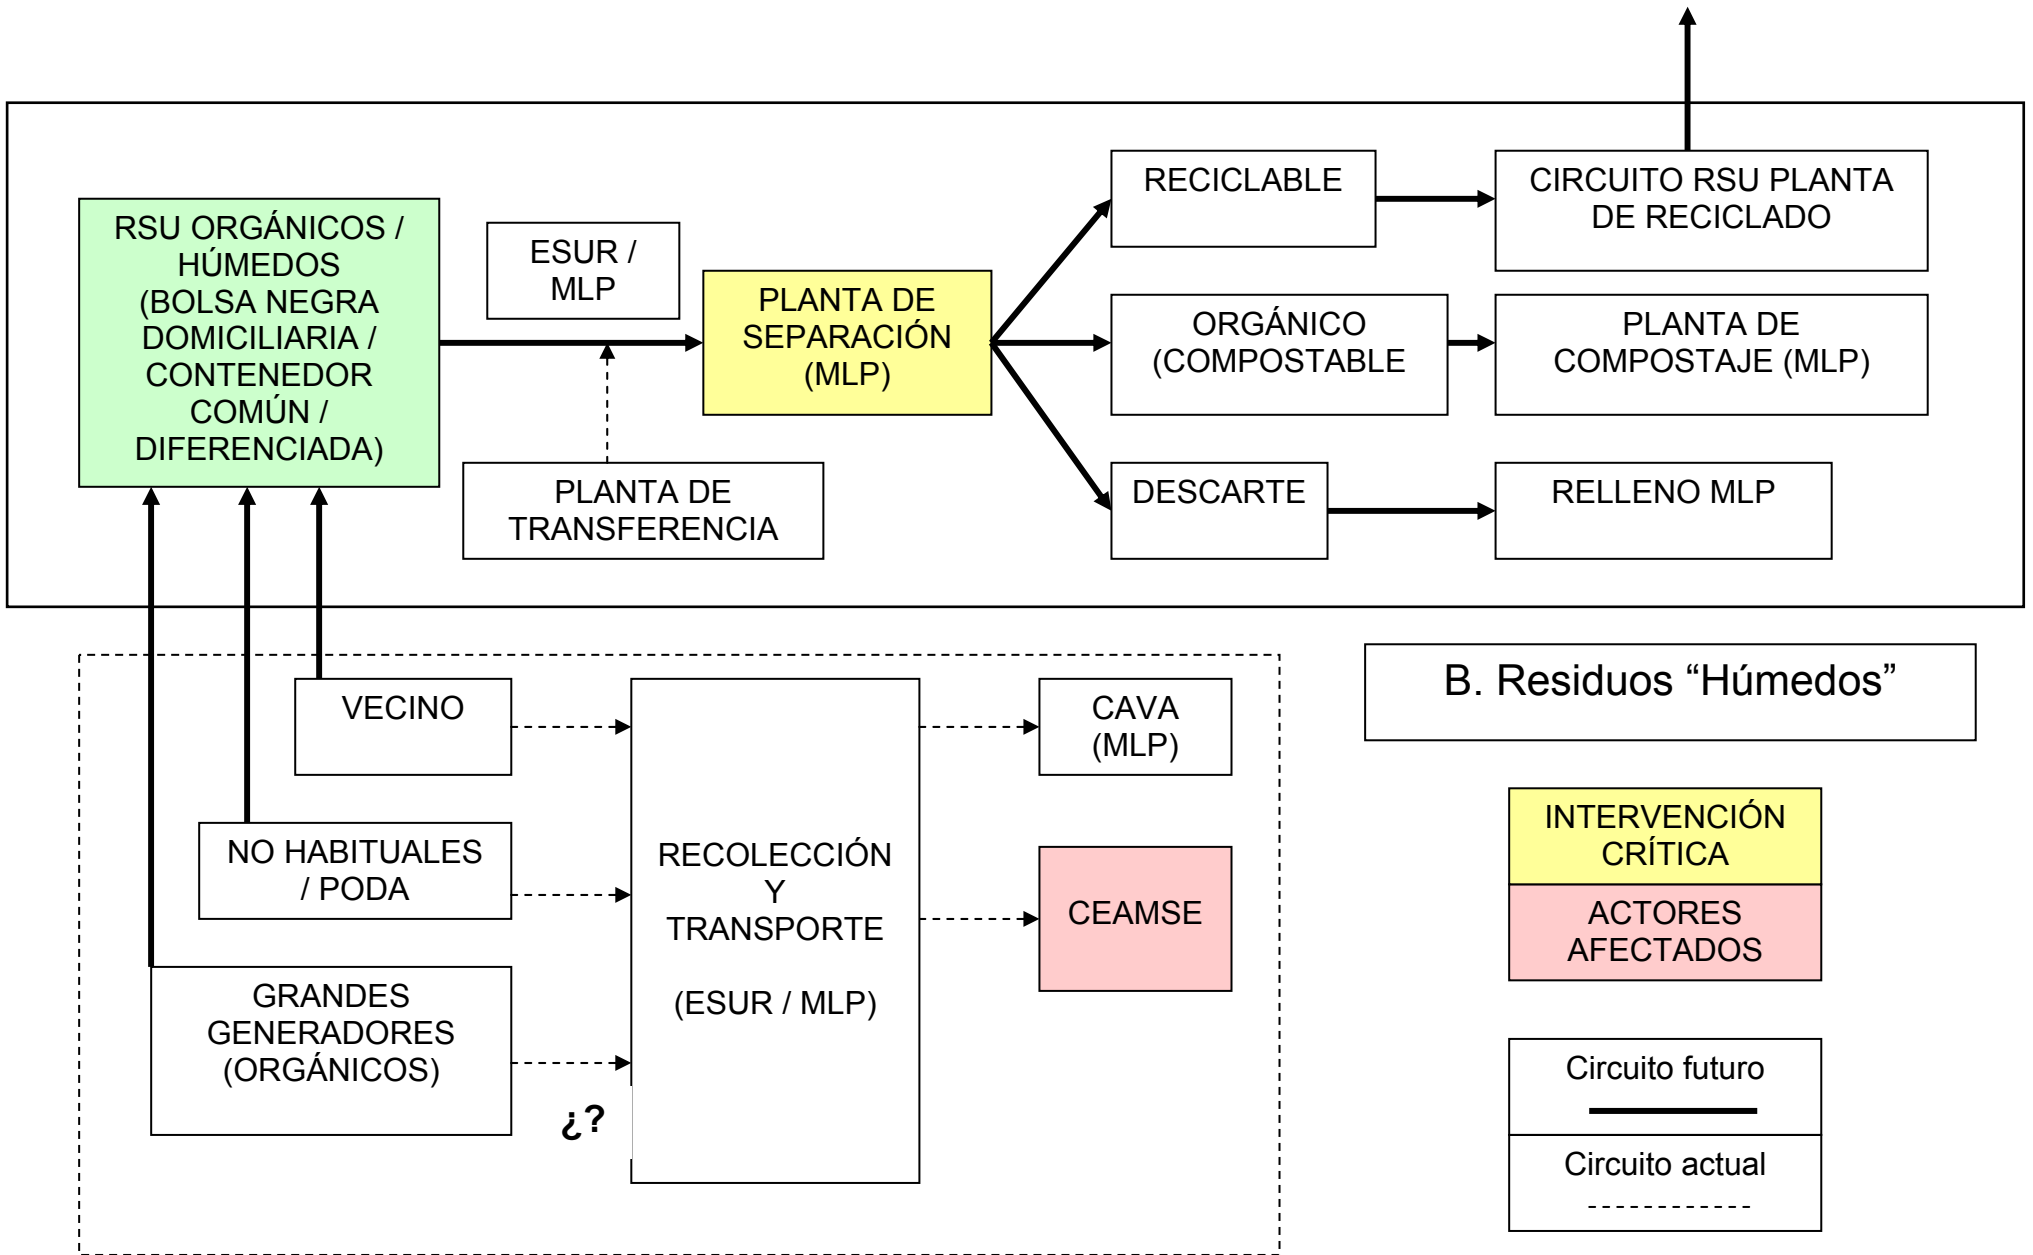 RSU ORGÁNICOS /
HÚMEDOS
(BOLSA NEGRA
DOMICILIARIA /
CONTENEDOR
COMÚN /
DIFERENCIADA)
ESUR /
MLP
PLANTA DE
TRANSFERENCIA
PLANTA DE
SEPARACIÓN
(MLP)
RECICLABLE
CIRCUITO RSU PLANTA
DE RECICLADO
ORGÁNICO
(COMPOSTABLE
PLANTA DE
COMPOSTAJE (MLP)
DESCARTE
RELLENO MLP
VECINO
NO HABITUALES
/ PODA
GRANDES
GENERADORES
(ORGÁNICOS)
¿?
RECOLECCIÓN
Y
TRANSPORTE
(ESUR / MLP)
CAVA
(MLP)
CEAMSE
B. Residuos “Húmedos”
INTERVENCIÓN
CRÍTICA
ACTORES
AFECTADOS
Circuito futuro
Circuito actual